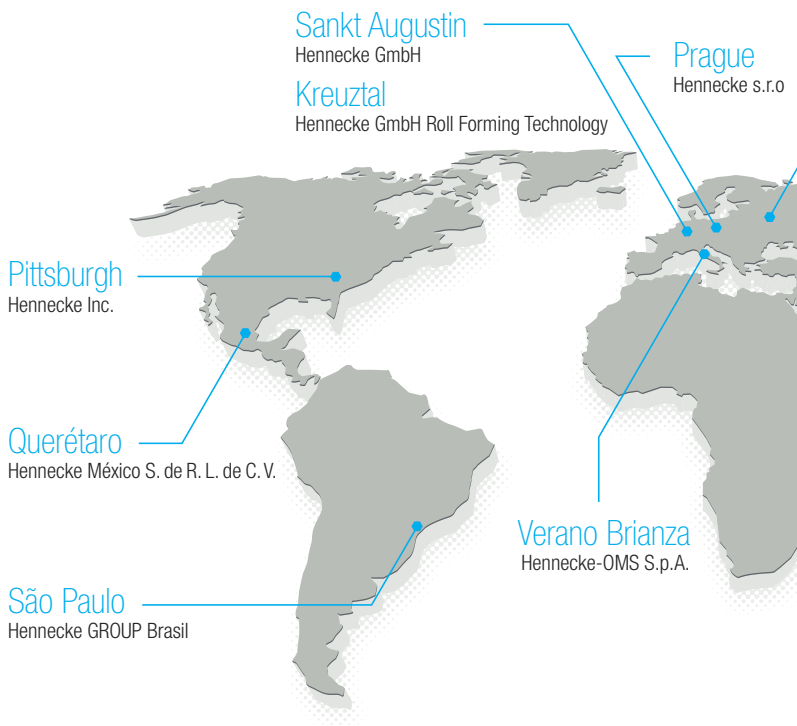 Sankt Augustin
Hennecke GmbH
Kreuztal
Hennecke GmbH Roll Forming Technology
Prague
Hennecke s.r.o
Pittsburgh
Hennecke Inc.
Querétaro
Hennecke México S. de R. L. de C. V.
Verano Brianza
Hennecke-OMS S.p.A.
São Paulo
Hennecke GROUP Brasil